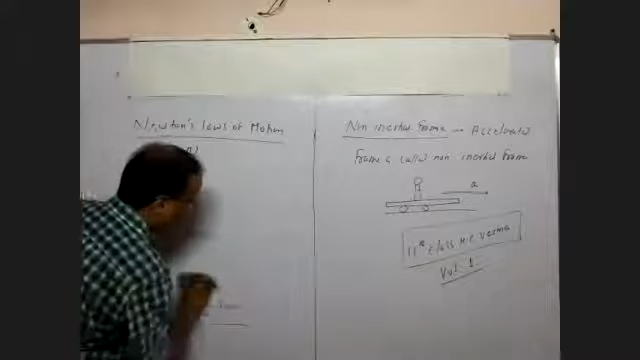 Newton's laws of Motion
Non inertial Frame - Accelerated
Frame is called non inertial Frame
a
11th Class H.C Verma
Vol. 1